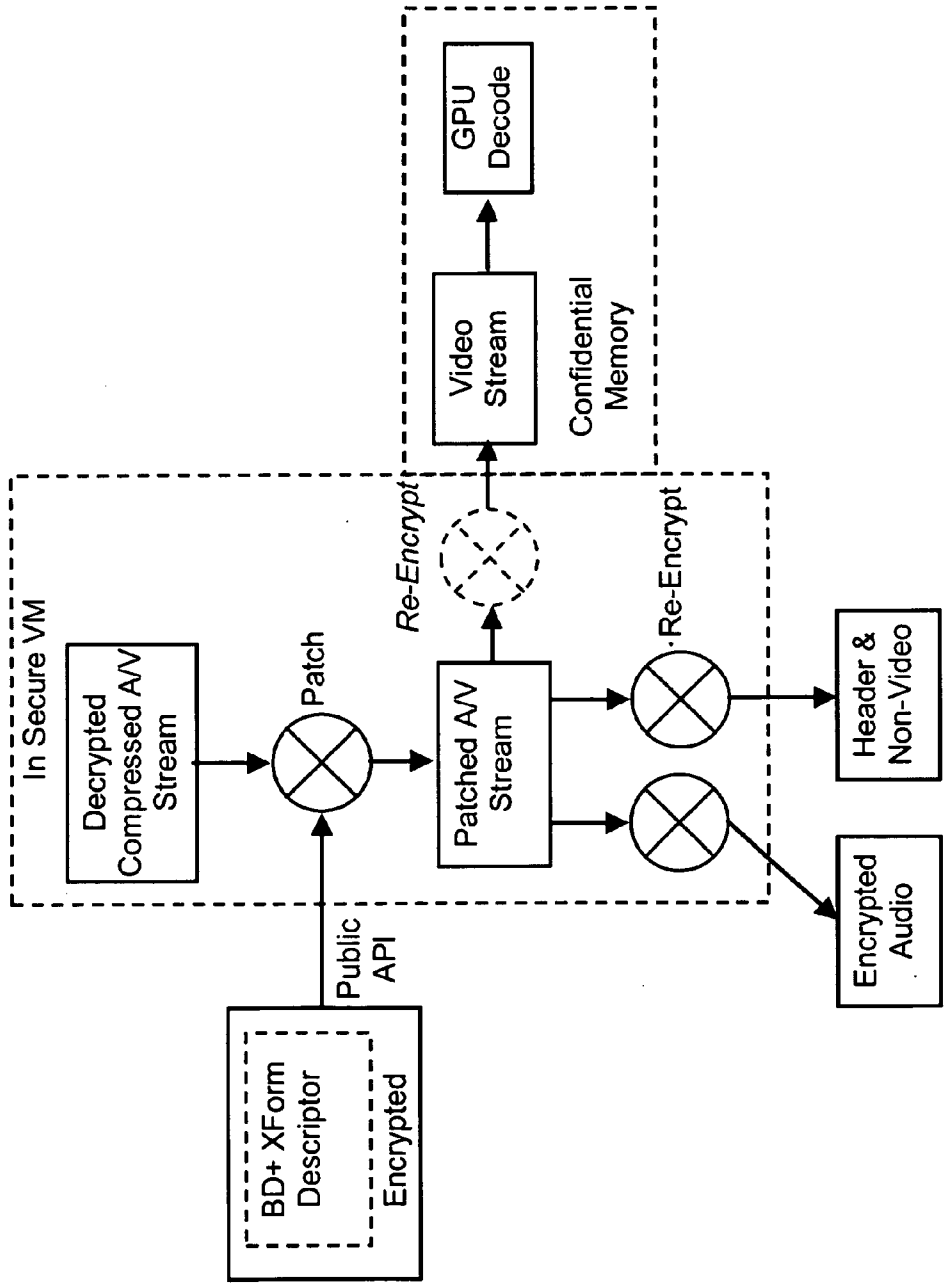 In Secure VM
Decrypted
Compressed A/V
Stream
Patch
BD+ XForm
Descriptor
Encrypted
Public
API
Patched A/V
Stream
Re-Encrypt
Video
Stream
GPU
Decode
Confidential
Memory
Re-Encrypt
Encrypted
Audio
Header &
Non-Video